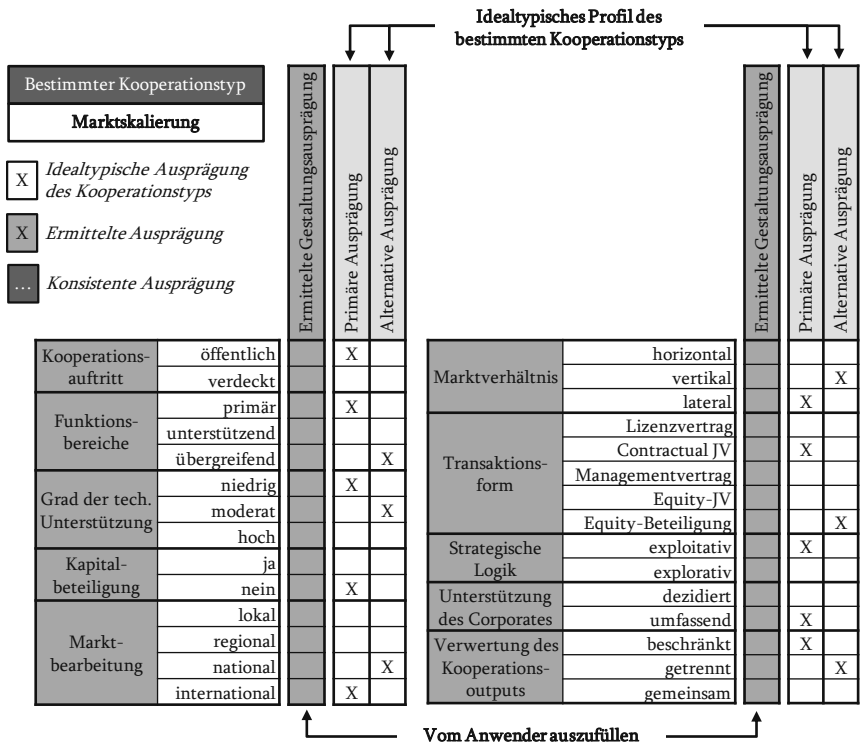 Idealtypisches Profil des
bestimmten Kooperationstyps
Bestimmter Kooperationstyp
Marktskalierung
X Idealtypische Ausprägung
des Kooperationstyps
X Ermittelte Ausprägung
... Konsistente Ausprägung
Ermittelte Gestaltungsausprägung
Primäre Ausprägung
Alternative Ausprägung
Kooperations-
auftritt
öffentlich X
verdeckt
Funktions-
bereiche
primär X
unterstützend
übergreifend X
Grad der tech.
Unterstützung
niedrig X
moderat X
hoch
Kapital-
beteiligung
ja
nein X
Markt-
bearbeitung
lokal
regional
national X
international X
Ermittelte Gestaltungsausprägung
Primäre Ausprägung
Alternative Ausprägung
Marktverhältnis
horizontal
vertikal X
lateral X
Transaktions-
form
Lizenzvertrag
Contractual JV X
Managementvertrag
Equity-JV
Equity-Beteiligung X
Strategische
Logik
exploitativ X
explorativ
Unterstützung
des Corporates
dezidiert
umfassend X
Verwertung des
Kooperations-
outputs
beschränkt X
getrennt X
gemeinsam
Vom Anwender auszufüllen